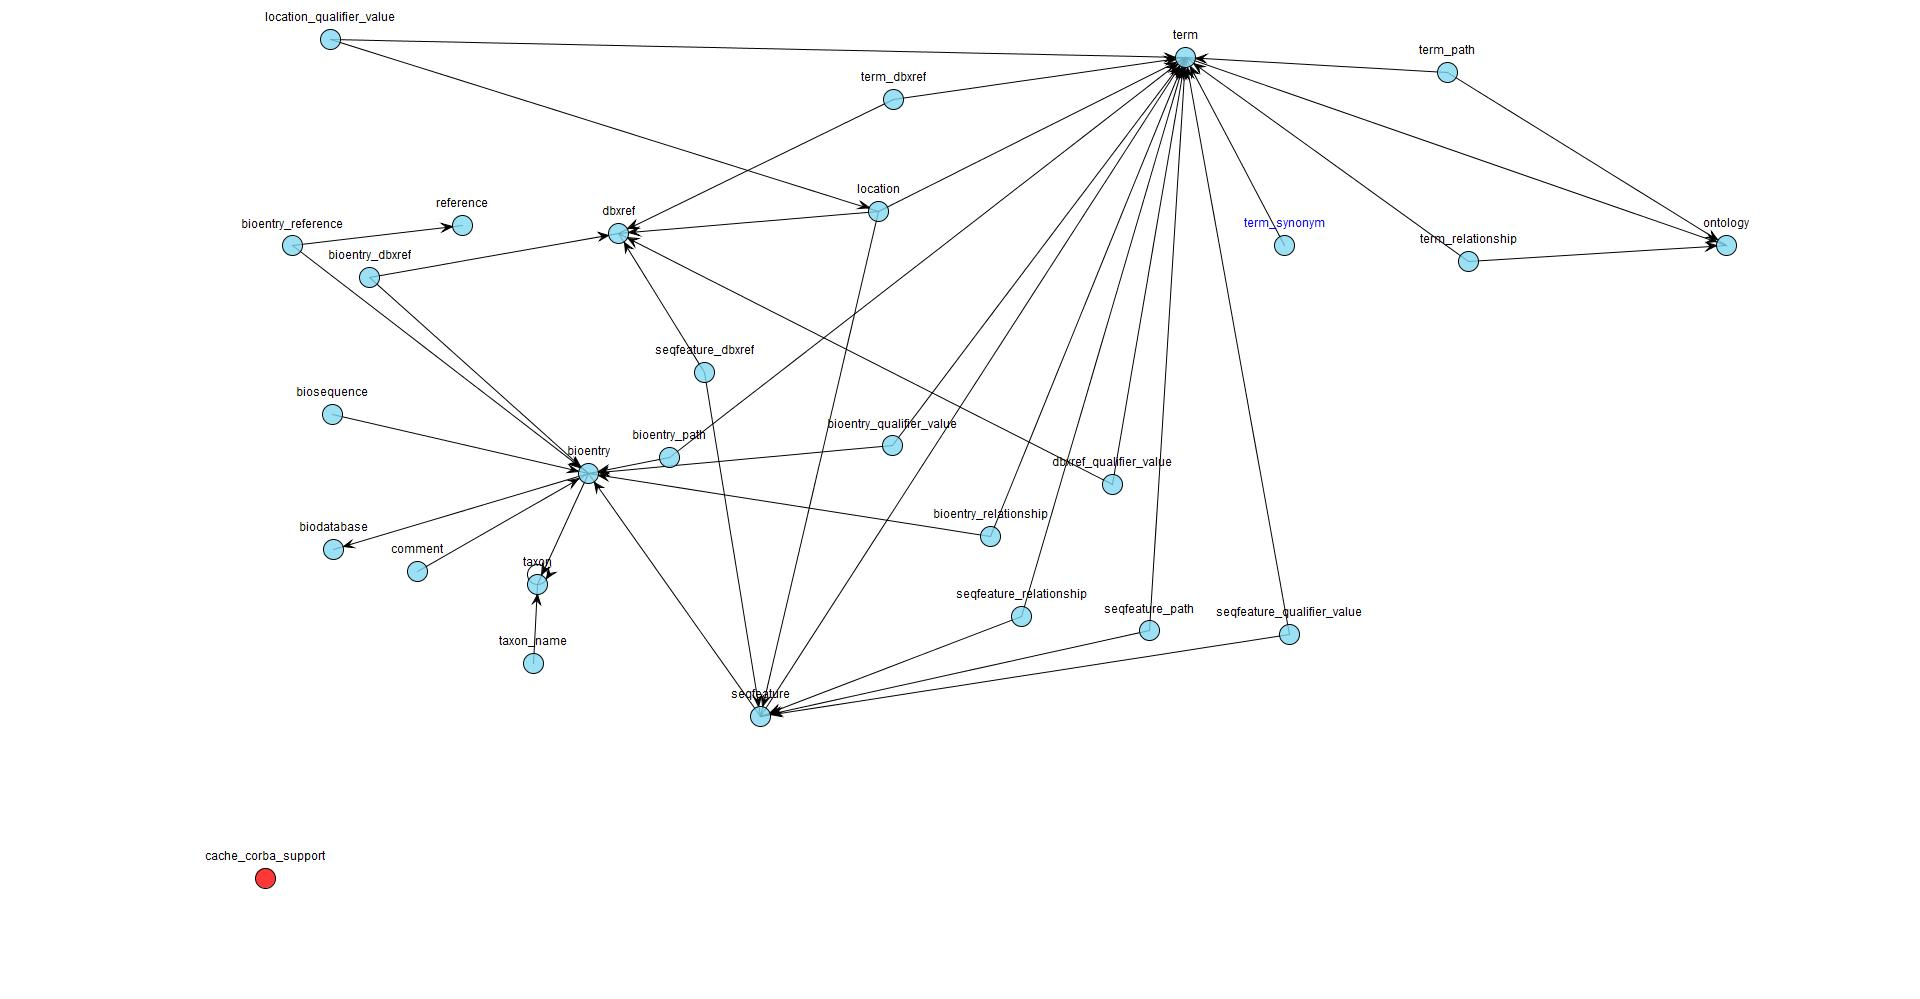 location_qualifier_value
term
term_path
term_dbxref
location
reference
dbxref
bioentry_reference
term_synonym
ontology
term_relationship
bioentry_dbxref
seqfeature_dbxref
biosequence
bioentry_qualifier_value
bioentry_path
bioentry
dbxref_qualifier_value
bioentry_relationship
biodatabase
comment
taxon
seqfeature_relationship
seqfeature_path
seqfeature_qualifier_value
taxon_name
seqfeature
cache_corba_support